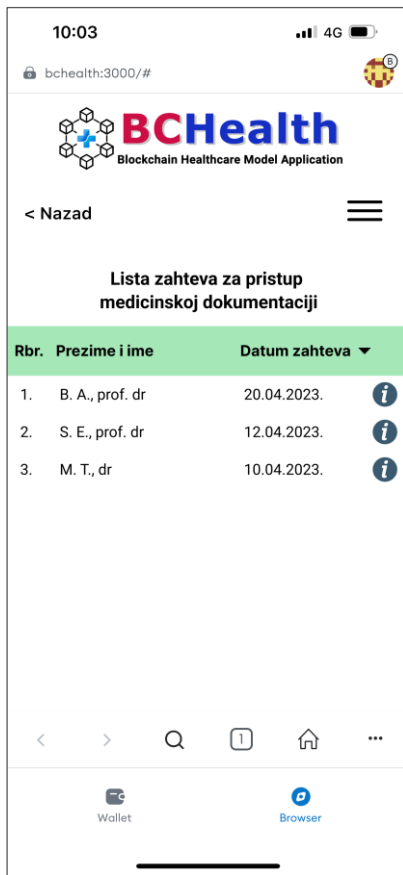 10:03 4G
bchealth:3000/# B
BCHealth
Blockchain Healthcare Model Application
< Nazad
Lista zahteva za pristup
medicinskoj dokumentaciji
Rbr. Prezime i ime Datum zahteva
1. B. A., prof. dr 20.04.2023. i
2. S. E., prof. dr 12.04.2023. i
3. M. T., dr 10.04.2023. i
1
Wallet Browser